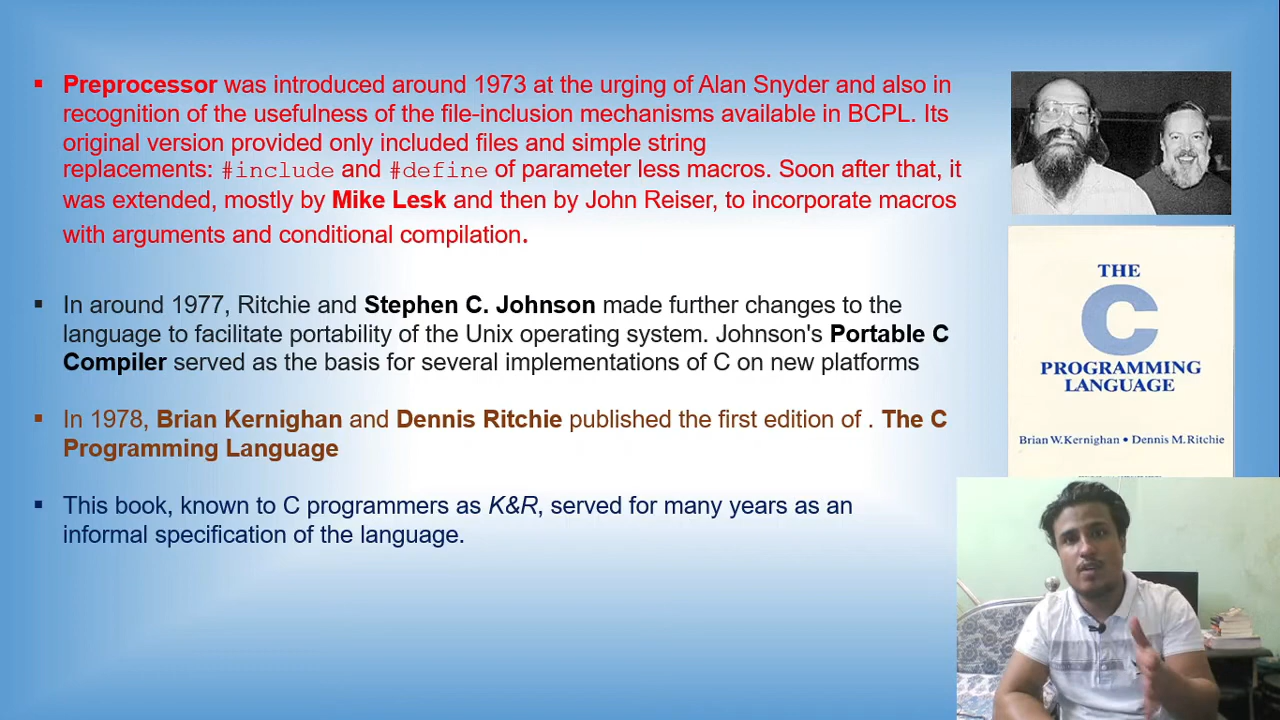 ▪ Preprocessor was introduced around 1973 at the urging of Alan Snyder and also in
recognition of the usefulness of the file-inclusion mechanisms available in BCPL. Its
original version provided only included files and simple string
replacements: #include and #define of parameter less macros. Soon after that, it
was extended, mostly by Mike Lesk and then by John Reiser, to incorporate macros
with arguments and conditional compilation.
▪ In around 1977, Ritchie and Stephen C. Johnson made further changes to the
language to facilitate portability of the Unix operating system. Johnson's Portable C
Compiler served as the basis for several implementations of C on new platforms
▪ In 1978, Brian Kernighan and Dennis Ritchie published the first edition of . The C
Programming Language
▪ This book, known to C programmers as K&R, served for many years as an
informal specification of the language.
THE
C
PROGRAMMING
LANGUAGE
Brian W. Kernighan • Dennis M. Ritchie